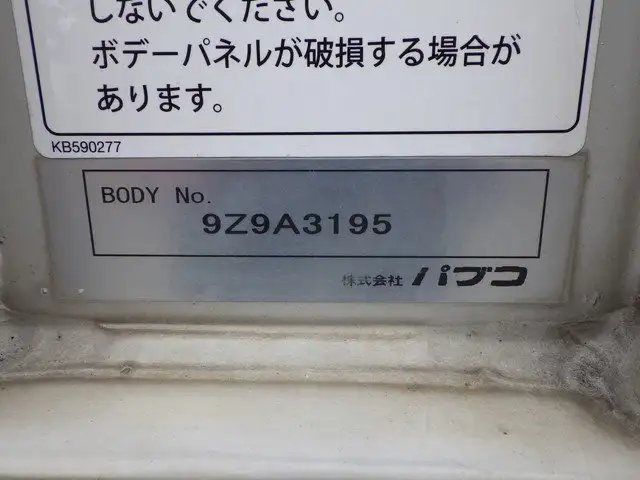 しないでください。
ボデーパネルが破損する場合が
あります。
KB590277
BODY No.
9Z9A3195
株式会社 パブコ